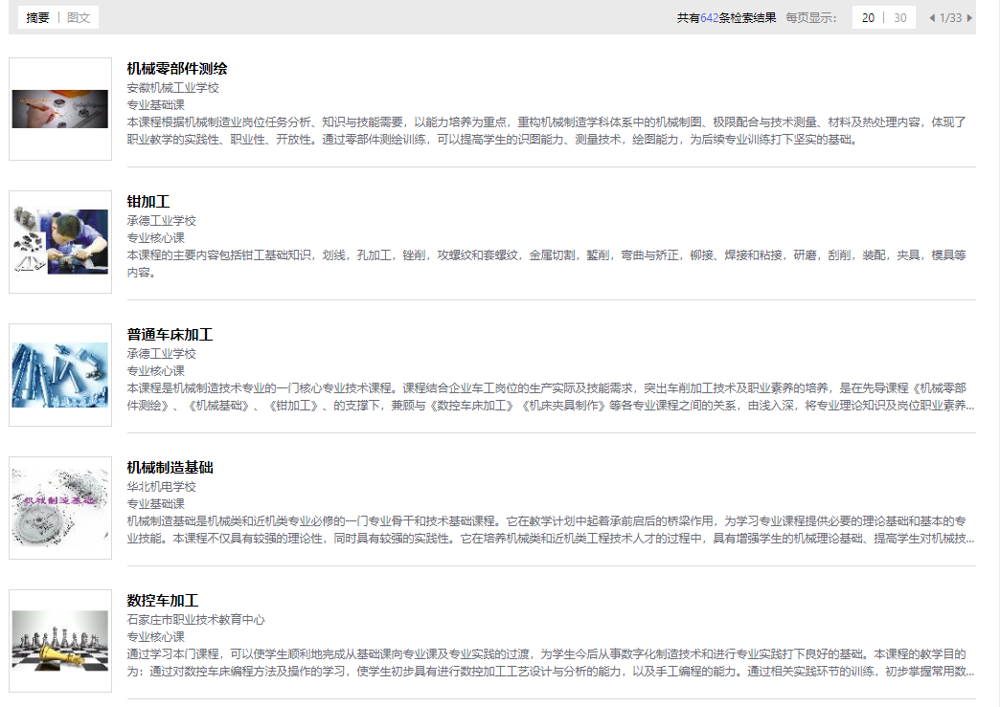 摘要 图文 共有642条检索结果 每页显示: 20 30 1/33
机械零部件测绘
安徽机械工业学校
专业基础课
本课程根据机械制造业岗位任务分析、知识与技能需要，以能力培养为重点，重构机械制造学科体系中的机械制图、极限配合与技术测量、材料及热处理内容，体现了
职业教学的实践性、职业性、开放性。通过零部件测绘训练，可以提高学生的识图能力、测量技术，绘图能力，为后续专业训练打下坚实的基础。
钳加工
承德工业学校
专业核心课
本课程的主要内容包括钳工基础知识，划线，孔加工，锉削，攻螺纹和套螺纹，金属切割，錾削，弯曲与矫正，铆接、焊接和粘接，研磨，刮削，装配，夹具，模具等
内容。
普通车床加工
承德工业学校
专业核心课
本课程是机械制造技术专业的一门核心专业技术课程。课程结合企业车工岗位的生产实际及技能需求，突出车削加工技术及职业素养的培养，是在先导课程《机械零部
件测绘》、《机械基础》、《钳加工》、的支撑下，兼顾与《数控车床加工》《机床夹具制作》等各专业课程之间的关系，由浅入深，将专业理论知识及岗位职业素养...
机械制造基础
机械制造基础
华北机电学校
专业基础课
机械制造基础是机械类和近机类专业必修的一门专业骨干和技术基础课程。它在教学计划中起着承前启后的桥梁作用，为学习专业课程提供必要的理论基础和基本的专
业技能。本课程不仅具有较强的理论性，同时具有较强的实践性。它在培养机械类和近机类工程技术人才的过程中，具有增强学生的机械理论基础、提高学生对机械技...
数控车加工
石家庄市职业技术教育中心
专业核心课
通过学习本门课程，可以使学生顺利地完成从基础课向专业课及专业实践的过渡，为学生今后从事数字化制造技术和进行专业实践打下良好的基础。本课程的教学目的
为：通过对数控车床编程方法及操作的学习，使学生初步具有进行数控加工工艺设计与分析的能力，以及手工编程的能力。通过相关实践环节的训练，初步掌握常用数...